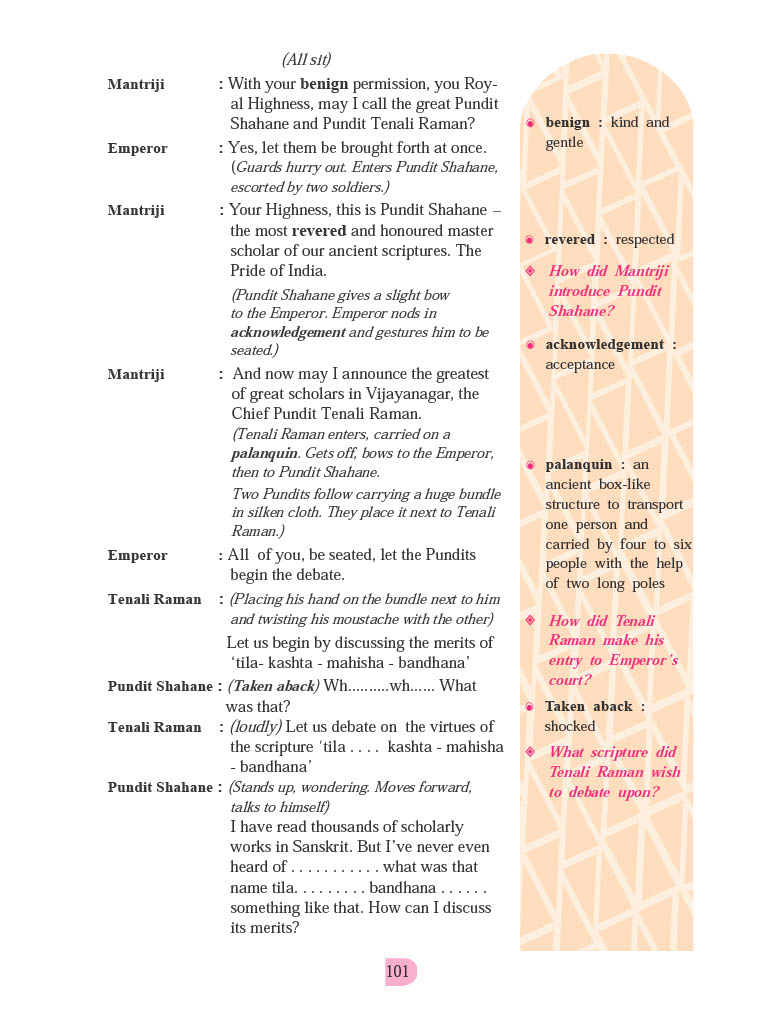 (All sit)
Mantriji : With your benign permission, you Roy-
al Highness, may I call the great Pundit
Shahane and Pundit Tenali Raman?
Emperor : Yes, let them be brought forth at once.
(Guards hurry out. Enters Pundit Shahane,
escorted by two soldiers.)
Mantriji : Your Highness, this is Pundit Shahane –
the most revered and honoured master
scholar of our ancient scriptures. The
Pride of India.
(Pundit Shahane gives a slight bow
to the Emperor. Emperor nods in
acknowledgement and gestures him to be
seated.)
Mantriji : And now may I announce the greatest
of great scholars in Vijayanagar, the
Chief Pundit Tenali Raman.
(Tenali Raman enters, carried on a
palanquin. Gets off, bows to the Emperor,
then to Pundit Shahane.
Two Pundits follow carrying a huge bundle
in silken cloth. They place it next to Tenali
Raman.)
Emperor : All of you, be seated, let the Pundits
begin the debate.
Tenali Raman : (Placing his hand on the bundle next to him
and twisting his moustache with the other)
Let us begin by discussing the merits of
‘tila- kashta - mahisha - bandhana’
Pundit Shahane : (Taken aback) Wh..........wh...... What
was that?
Tenali Raman : (loudly) Let us debate on the virtues of
the scripture ‘tila . . . . kashta - mahisha
- bandhana’
Pundit Shahane : (Stands up, wondering. Moves forward,
talks to himself)
I have read thousands of scholarly
works in Sanskrit. But I’ve never even
heard of . . . . . . . . . . . what was that
name tila. . . . . . . . . bandhana . . . . . .
something like that. How can I discuss
its merits?
benign : kind and
gentle
revered : respected
How did Mantriji
introduce Pundit
Shahane?
acknowledgement :
acceptance
palanquin : an
ancient box-like
structure to transport
one person and
carried by four to six
people with the help
of two long poles
How did Tenali
Raman make his
entry to Emperor’s
court?
Taken aback :
shocked
What scripture did
Tenali Raman wish
to debate upon?
101